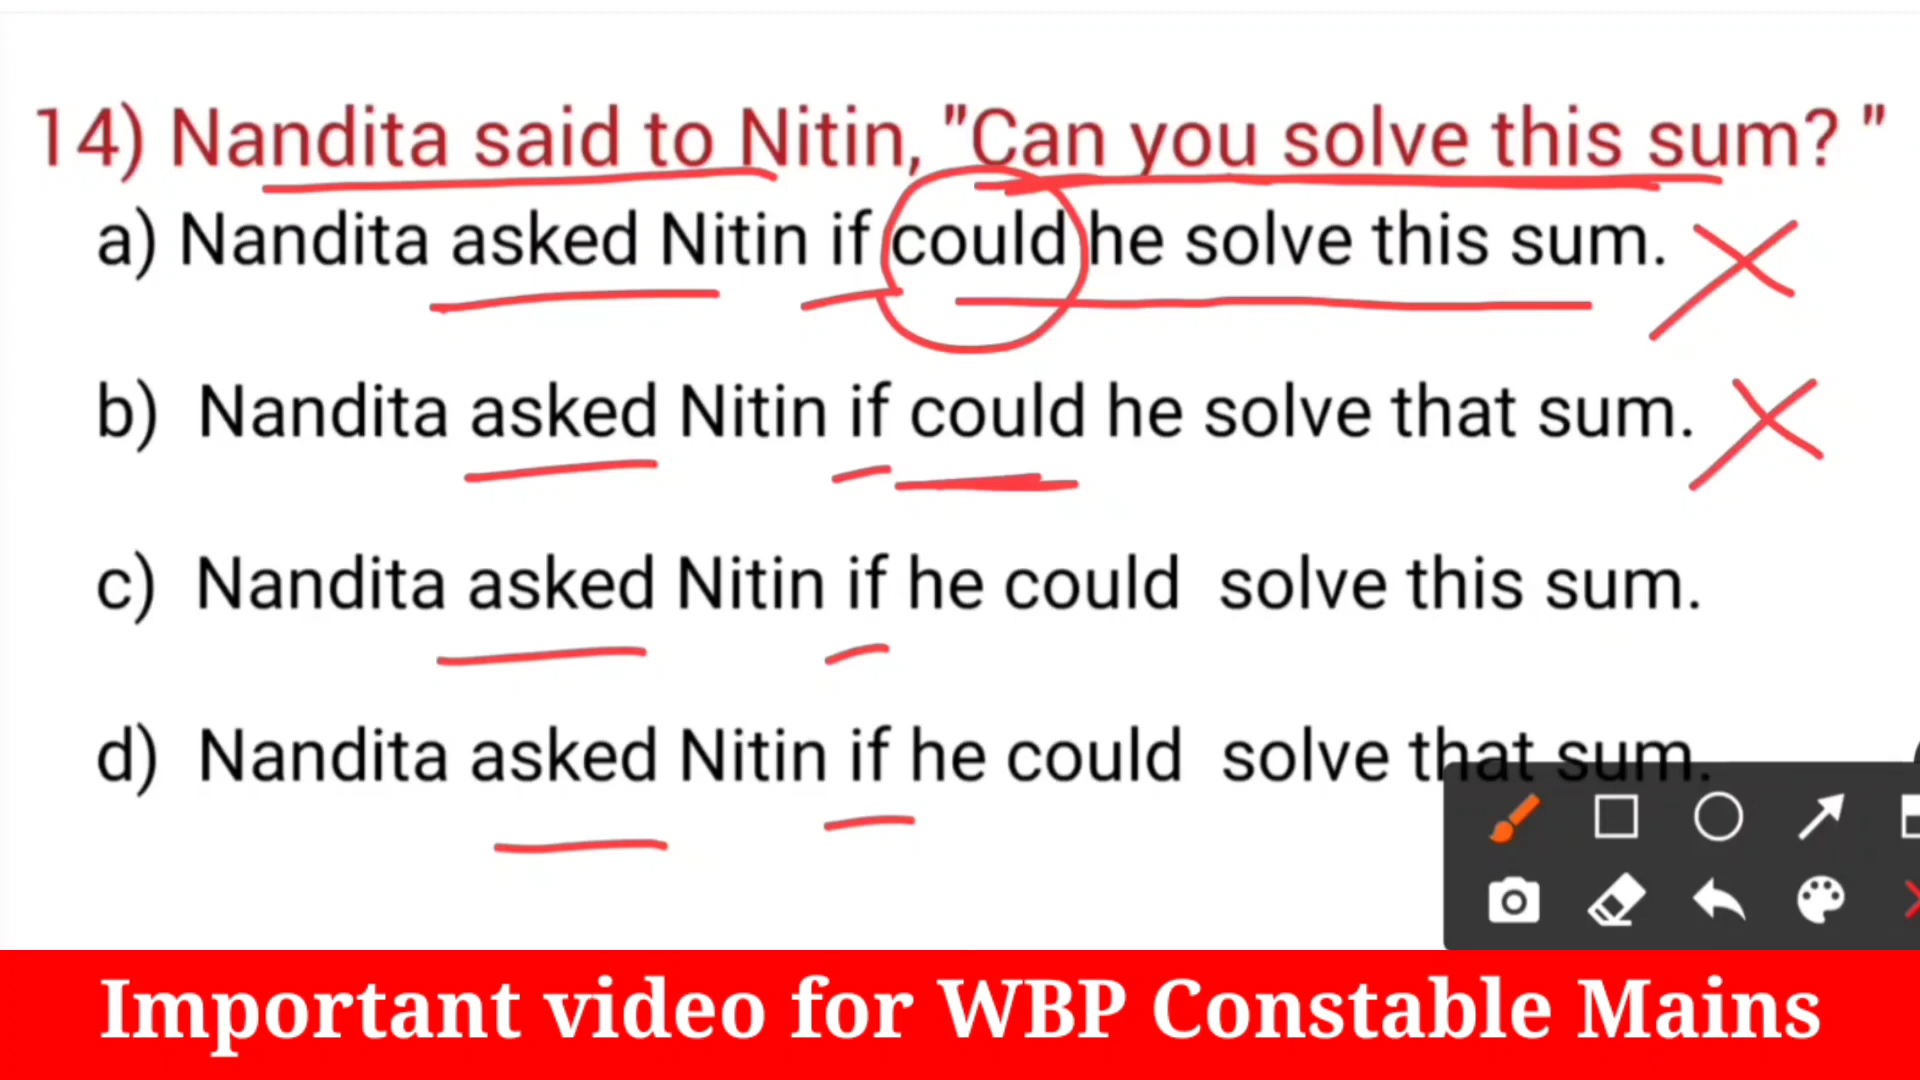 14) Nandita said to Nitin, "Can you solve this sum? "
a) Nandita asked Nitin if could he solve this sum.
b) Nandita asked Nitin if could he solve that sum.
c) Nandita asked Nitin if he could solve this sum.
d) Nandita asked Nitin if he could solve that sum.
Important video for WBP Constable Mains